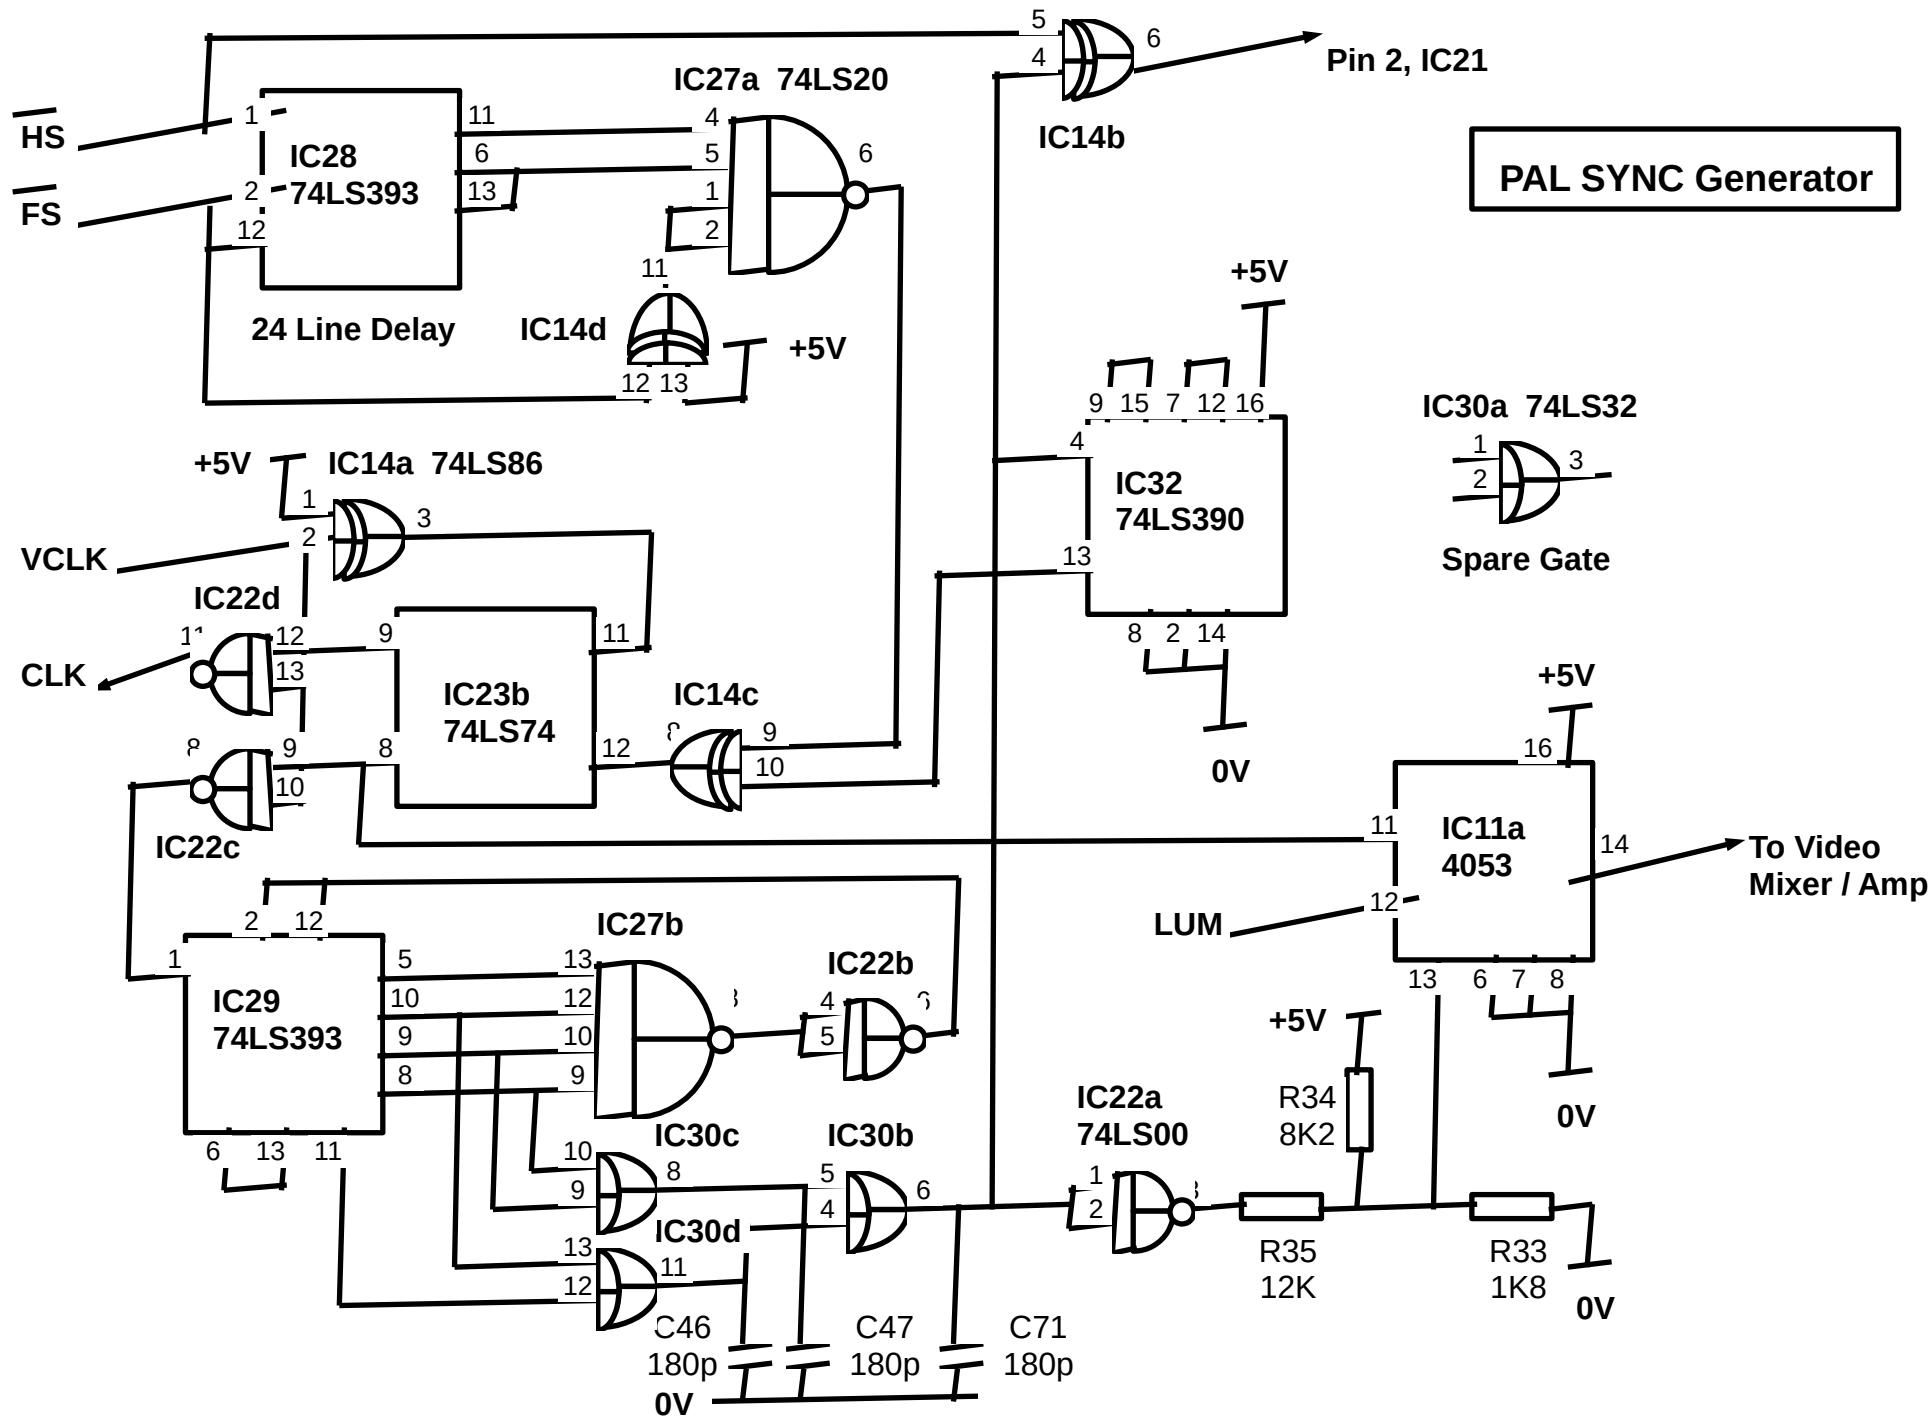 5
4
6
Pin 2, IC21
IC14b
IC27a 74LS20
4
5
1
2
6
HS
FS
1
2
12
IC28
74LS393
11
6
13
24 Line Delay
PAL SYNC Generator
11
IC14d
12 13
+5V
+5V
9 15 7 12 16
4
13
IC32
74LS390
8 2 14
0V
IC30a 74LS32
1
2
3
Spare Gate
+5V
IC14a 74LS86
1
2
3
VCLK
IC22d
11
12
13
CLK
9
8
IC23b
74LS74
11
12
IC14c
8
9
10
8
9
10
IC22c
+5V
16
11
12
IC11a
4053
14
To Video
Mixer / Amp
LUM
13 6 7 8
0V
2 12
1
IC29
74LS393
5
10
9
8
6 13 11
IC27b
13
12
10
9
IC22b
4
5
IC30c
10
9
8
IC30d
13
12
11
IC30b
5
4
6
IC22a
74LS00
1
2
+5V
R34
8K2
R35
12K
R33
1K8
0V
C46
180p
C47
180p
C71
180p
0V